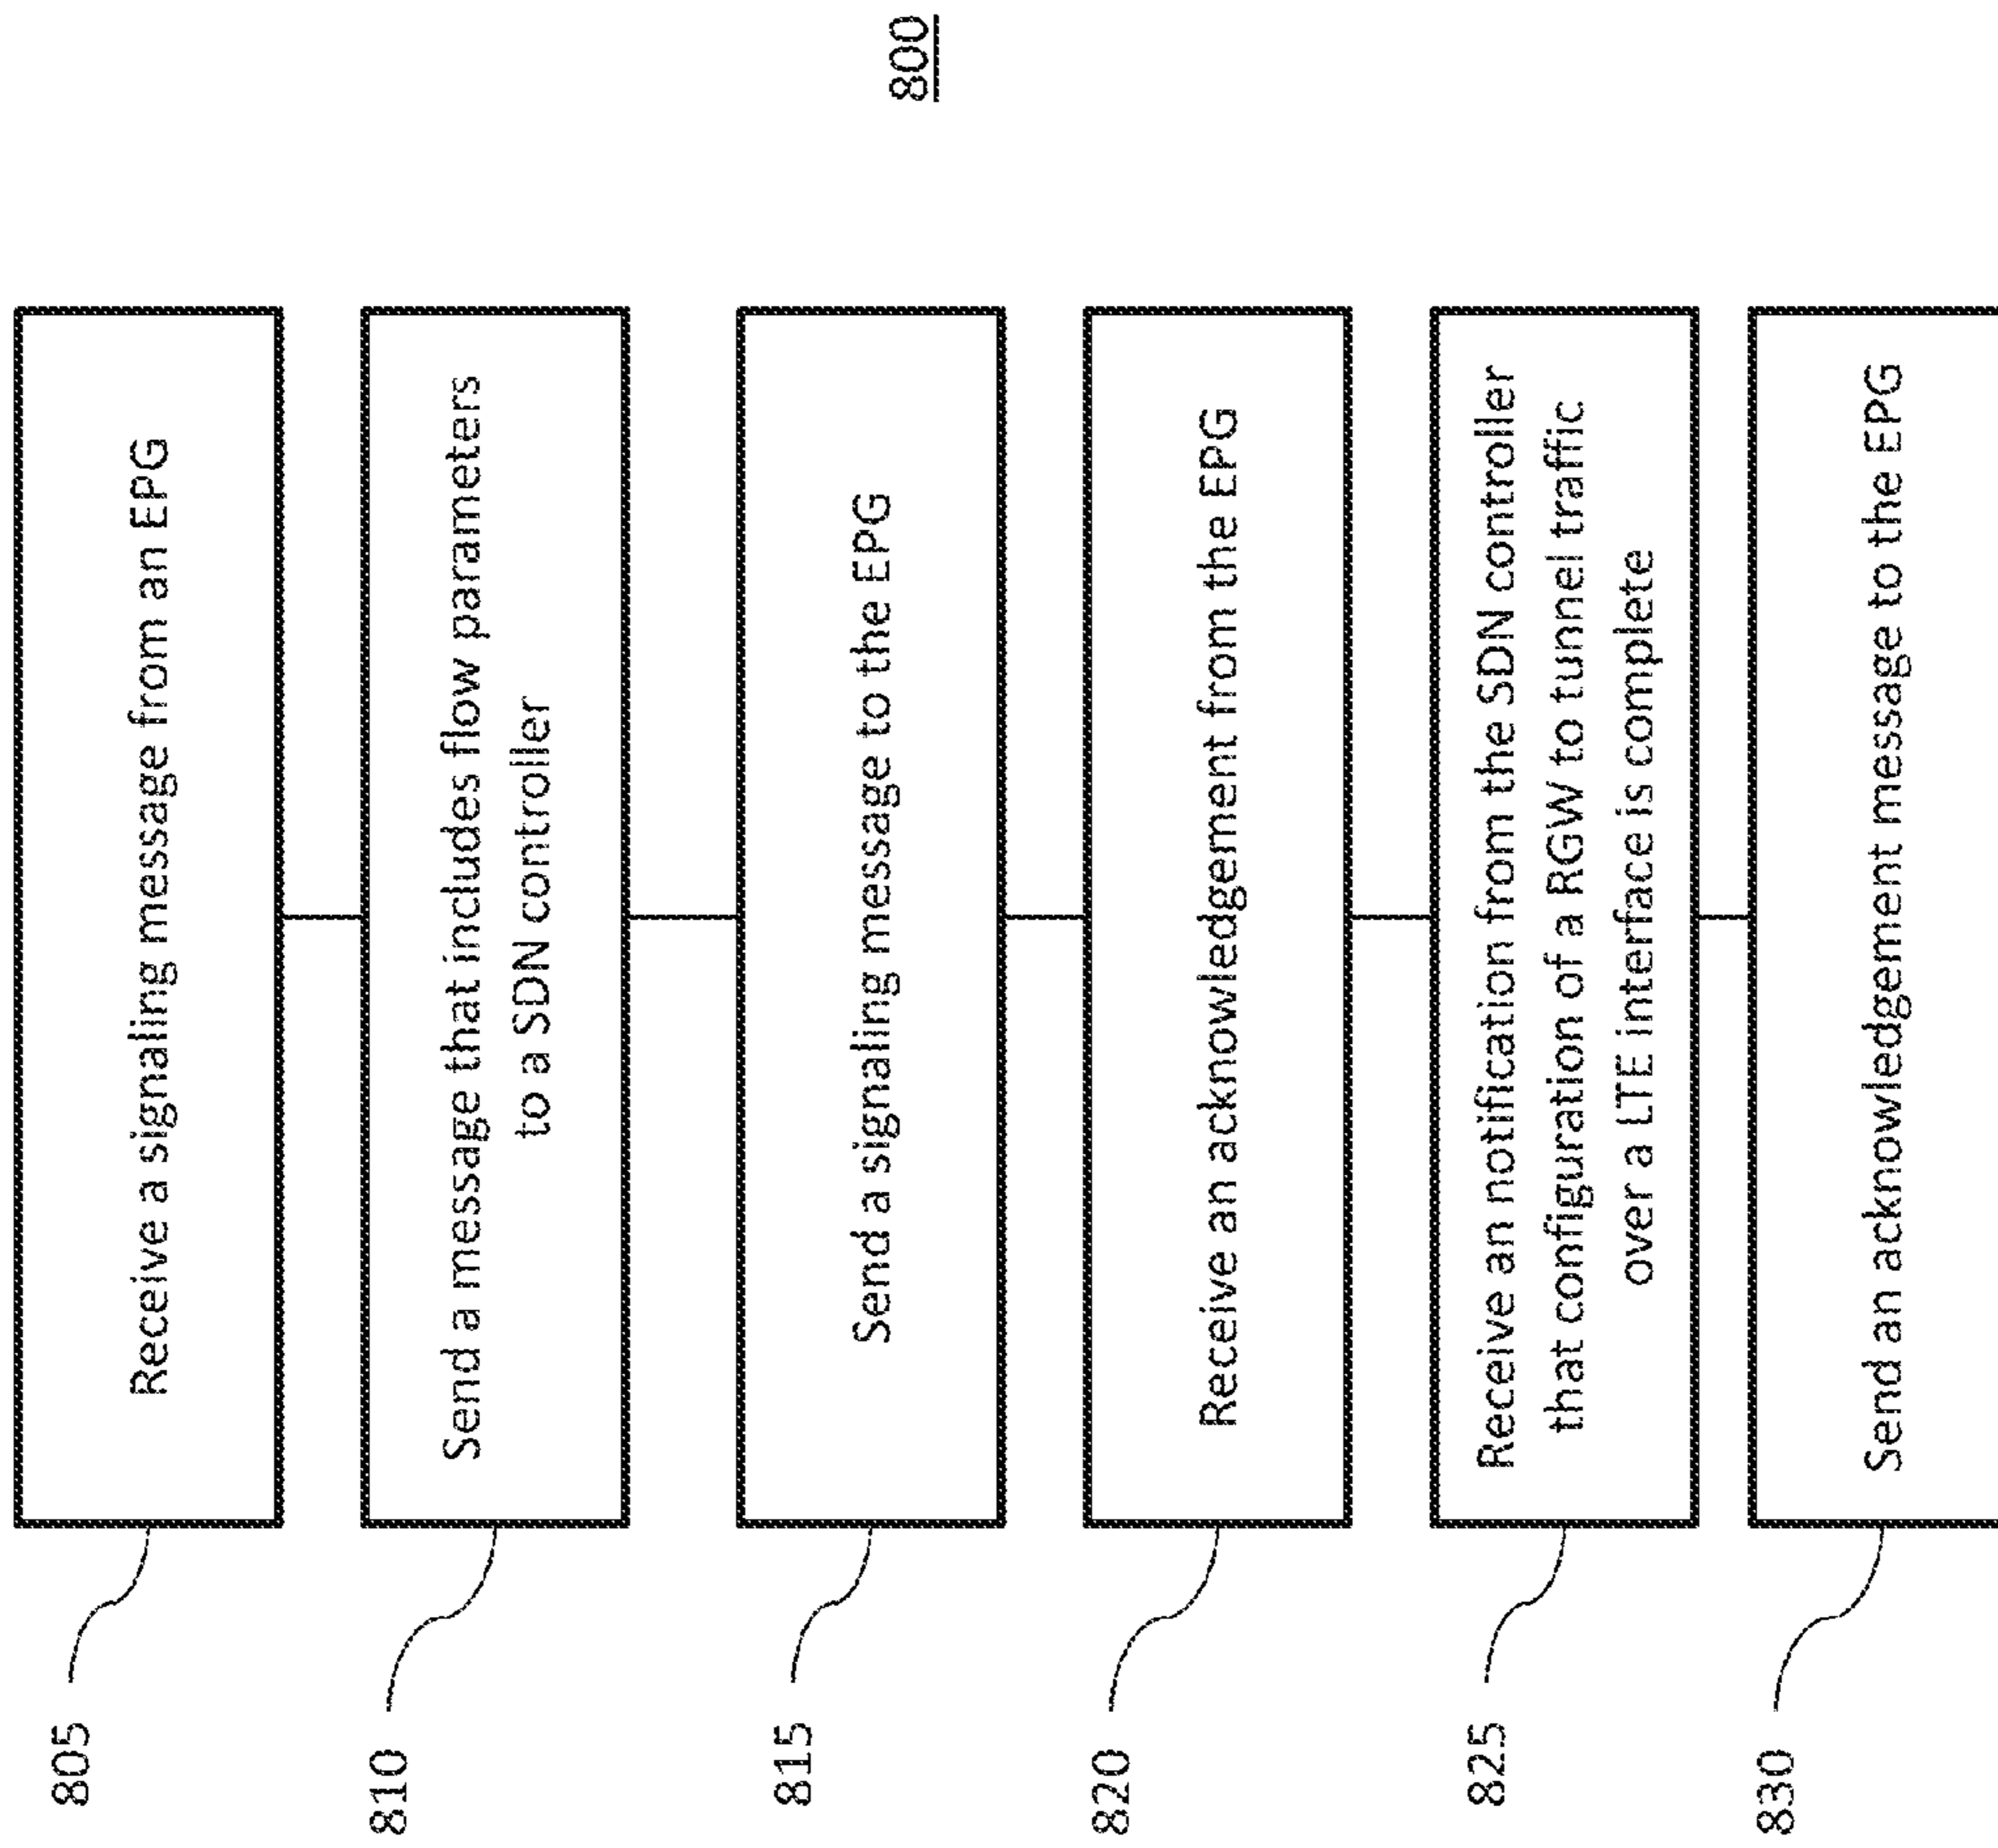 800
805
Receive a signaling message from an EPG
810
Send a message that includes flow parameters
to a SDN controller
815
Send a signaling message to the EPG
820
Receive an acknowledgement from the EPG
825
Receive an notification from the SDN controller
that configuration of a RGW to tunnel traffic
over a LTE interface is complete
830
Send an acknowledgement message to the EPG